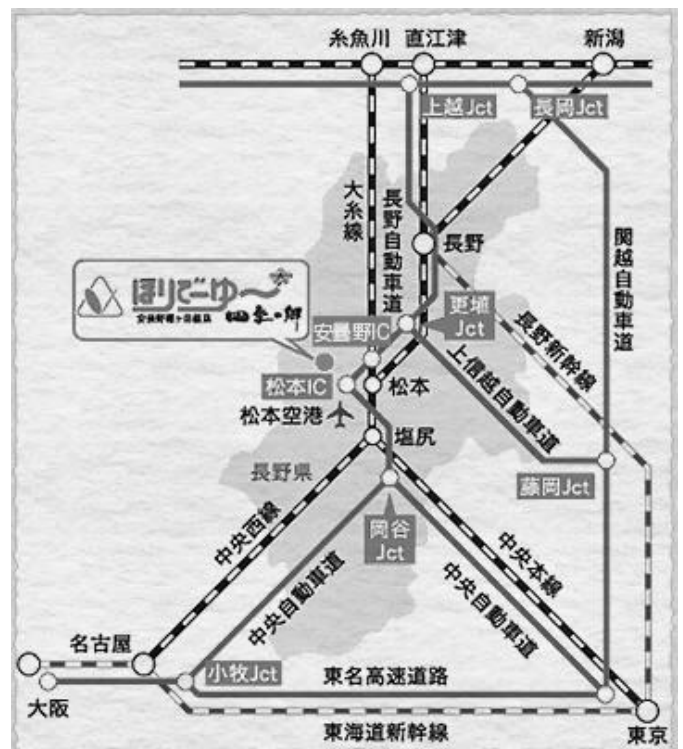 糸魚川 直江津 新潟
上越Jct 長岡Jct
大糸線
長野自動車道
長野
関越自動車道
ほりでーゆ〜
四季の郷
更埴
Jct
安曇野IC
長野新幹線
上信越自動車道
松本IC 松本
松本空港
塩尻
長野県
藤岡Jct
岡谷
Jct
中央西線
中央本線
中央自動車道
中央自動車道
名古屋
小牧Jct
東名高速道路
大阪
東海道新幹線
東京